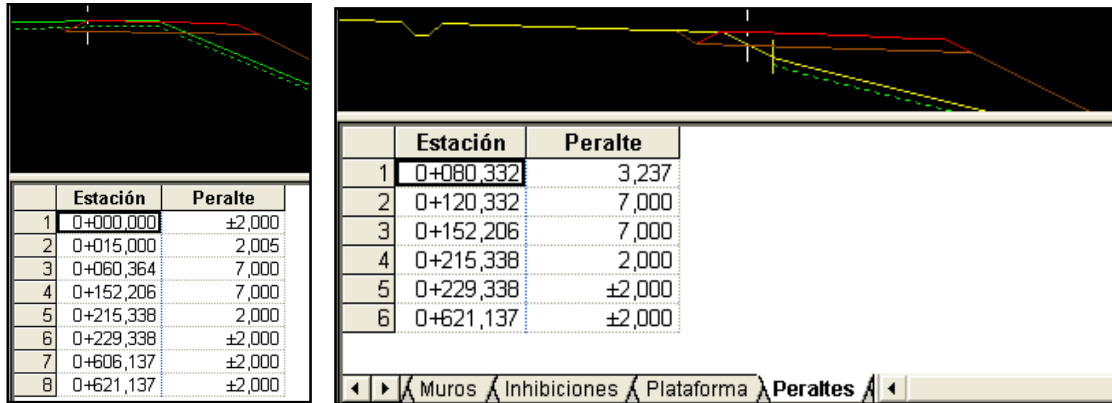 Estación Peralte
1 0+000,000 ±2,000
2 0+015,000 2,005
3 0+060,364 7,000
4 0+152,206 7,000
5 0+215,338 2,000
6 0+229,338 ±2,000
7 0+606,137 ±2,000
8 0+621,137 ±2,000
Estación Peralte
1 0+080,332 3,237
2 0+120,332 7,000
3 0+152,206 7,000
4 0+215,338 2,000
5 0+229,338 ±2,000
6 0+621,137 ±2,000
Muros Inhibiciones Plataforma Peraltes